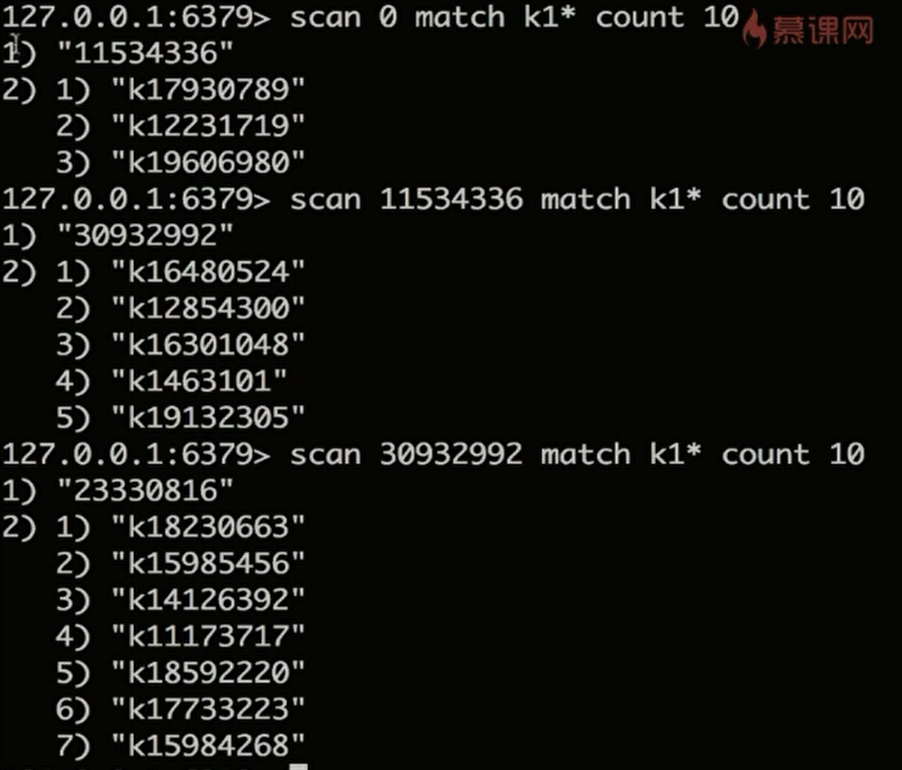 127.0.0.1:6379> scan 0 match k1* count 10
慕课网
1) "11534336"
2) 1) "k17930789"
   2) "k12231719"
   3) "k19606980"
127.0.0.1:6379> scan 11534336 match k1* count 10
1) "30932992"
2) 1) "k16480524"
   2) "k12854300"
   3) "k16301048"
   4) "k1463101"
   5) "k19132305"
127.0.0.1:6379> scan 30932992 match k1* count 10
1) "23330816"
2) 1) "k18230663"
   2) "k15985456"
   3) "k14126392"
   4) "k11173717"
   5) "k18592220"
   6) "k17733223"
   7) "k15984268"